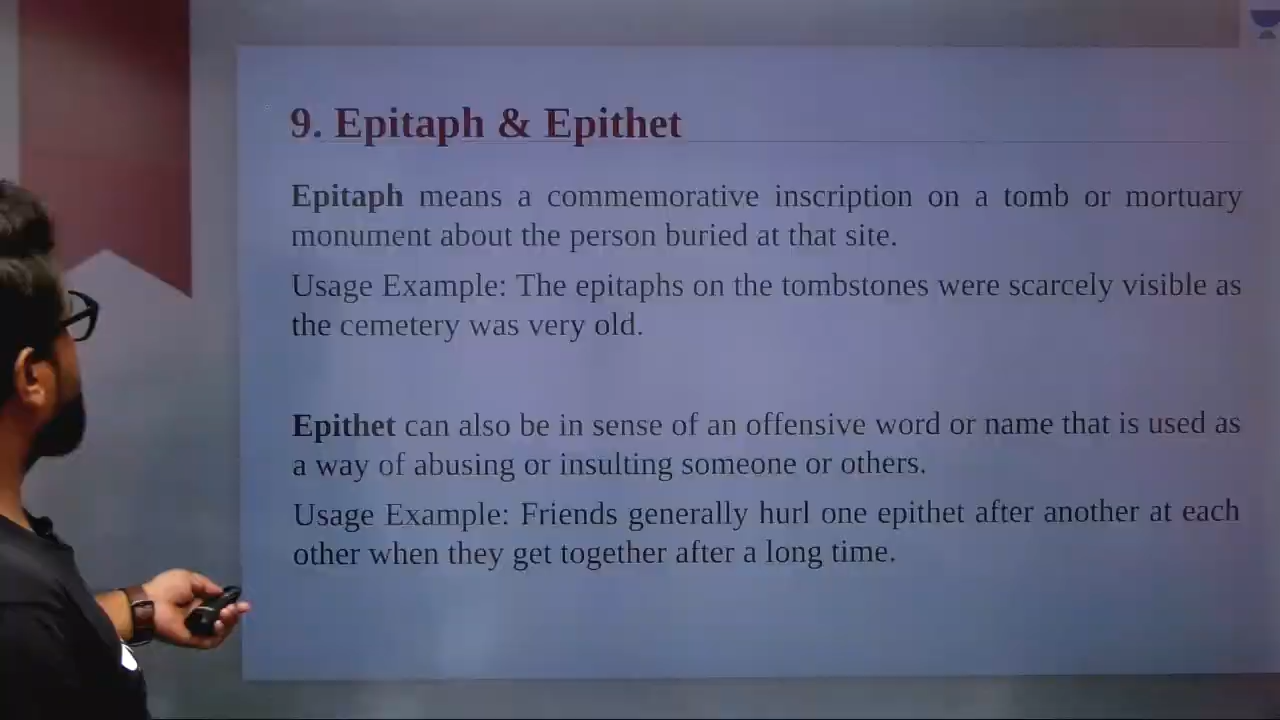 9. Epitaph & Epithet
Epitaph means a commemorative inscription on a tomb or mortuary
monument about the person buried at that site.
Usage Example: The epitaphs on the tombstones were scarcely visible as
the cemetery was very old.
Epithet can also be in sense of an offensive word or name that is used as
a way of abusing or insulting someone or others.
Usage Example: Friends generally hurl one epithet after another at each
other when they get together after a long time.